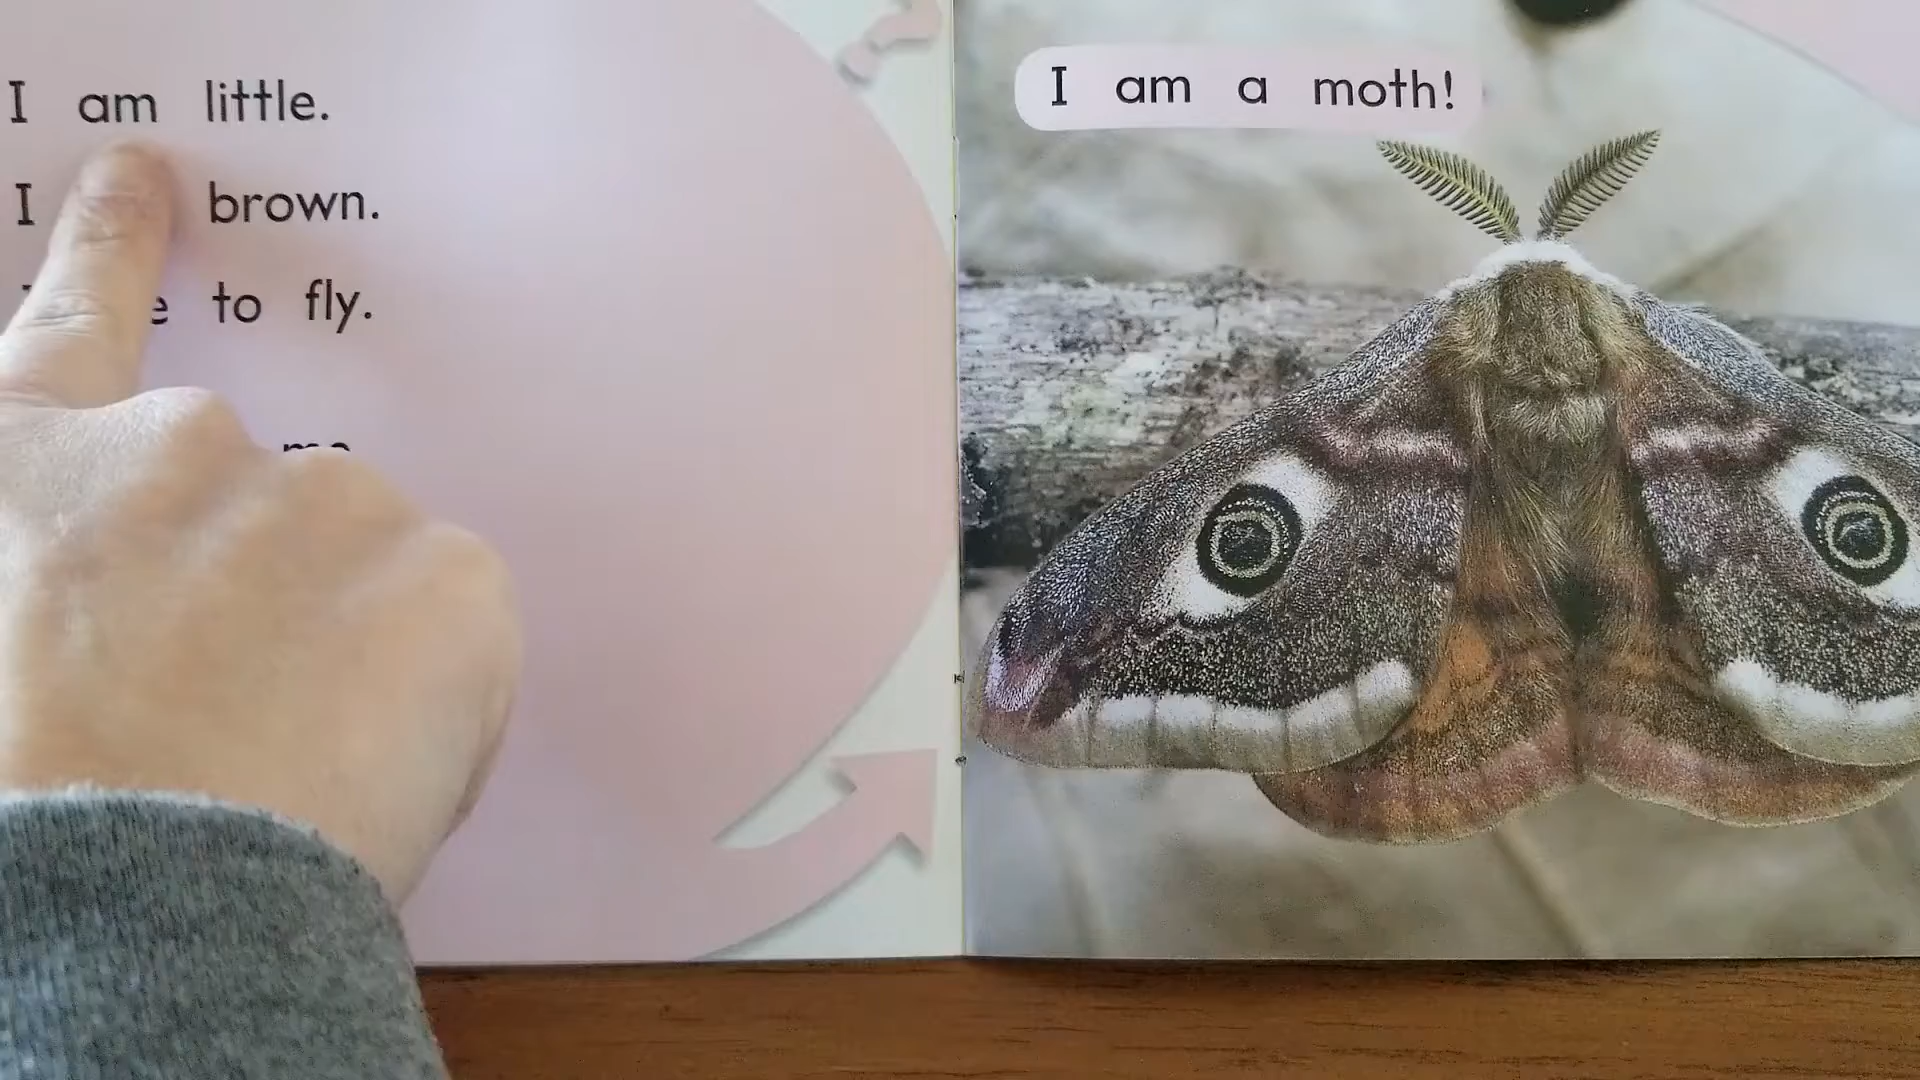 I am little.
I brown.
to fly.
I am a moth!